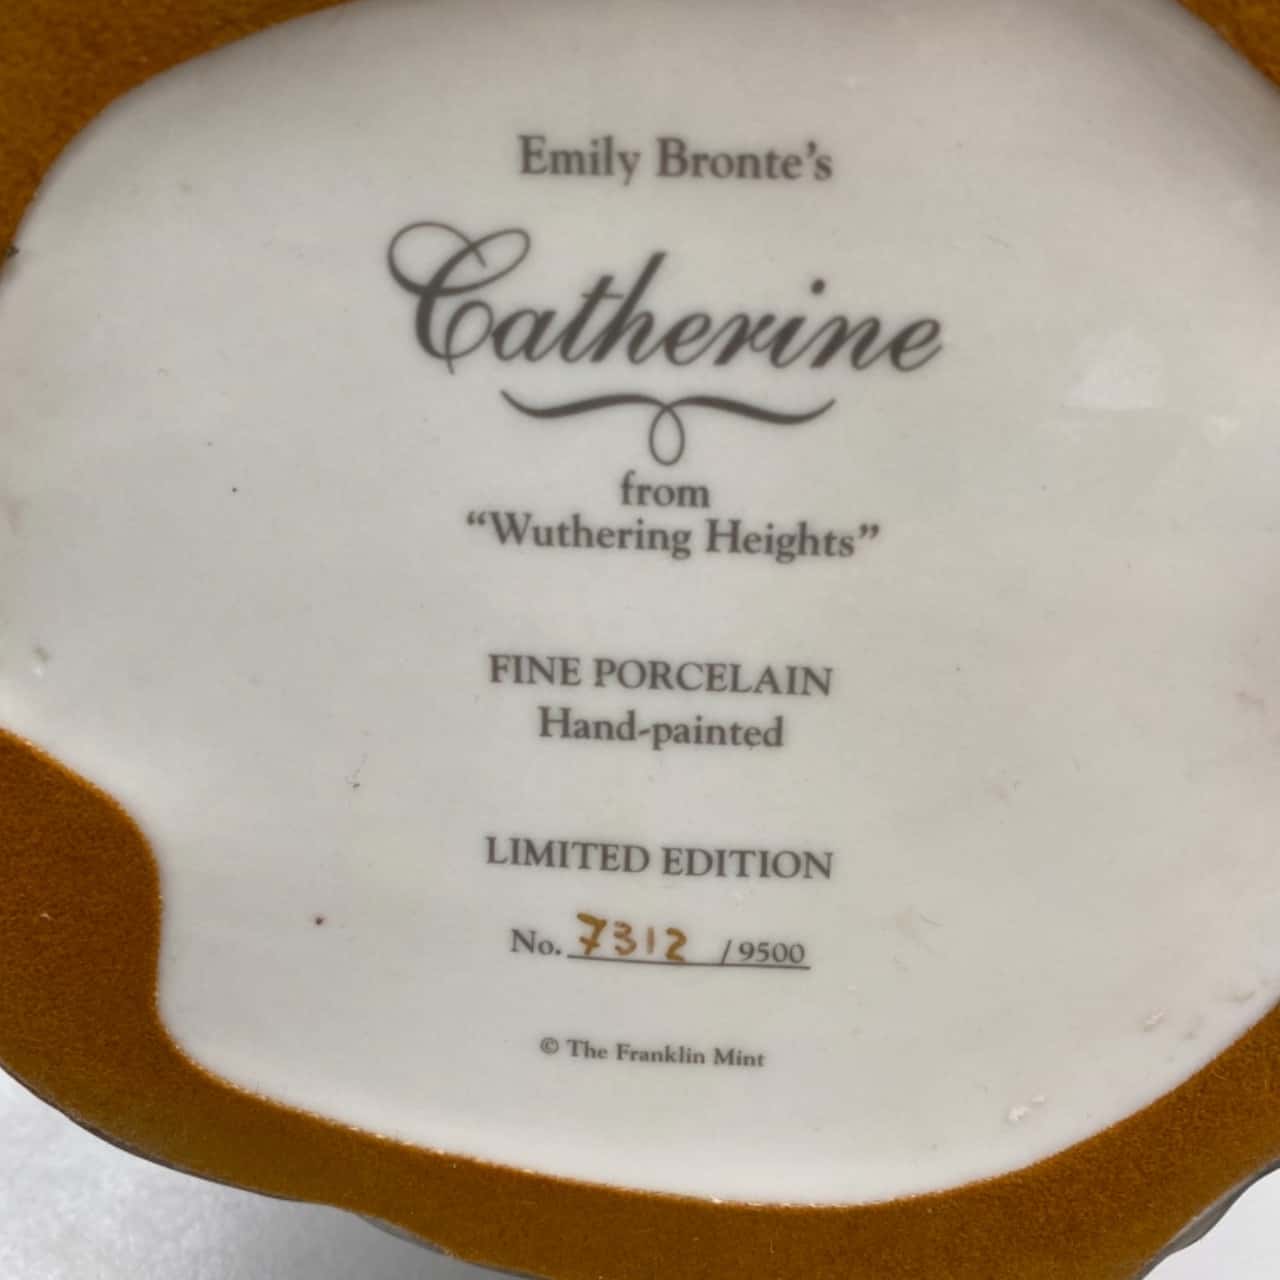 Emily Bronte's
Catherine
from
“Wuthering Heights”
FINE PORCELAIN
Hand-painted
LIMITED EDITION
No. 7312 / 9500
© The Franklin Mint